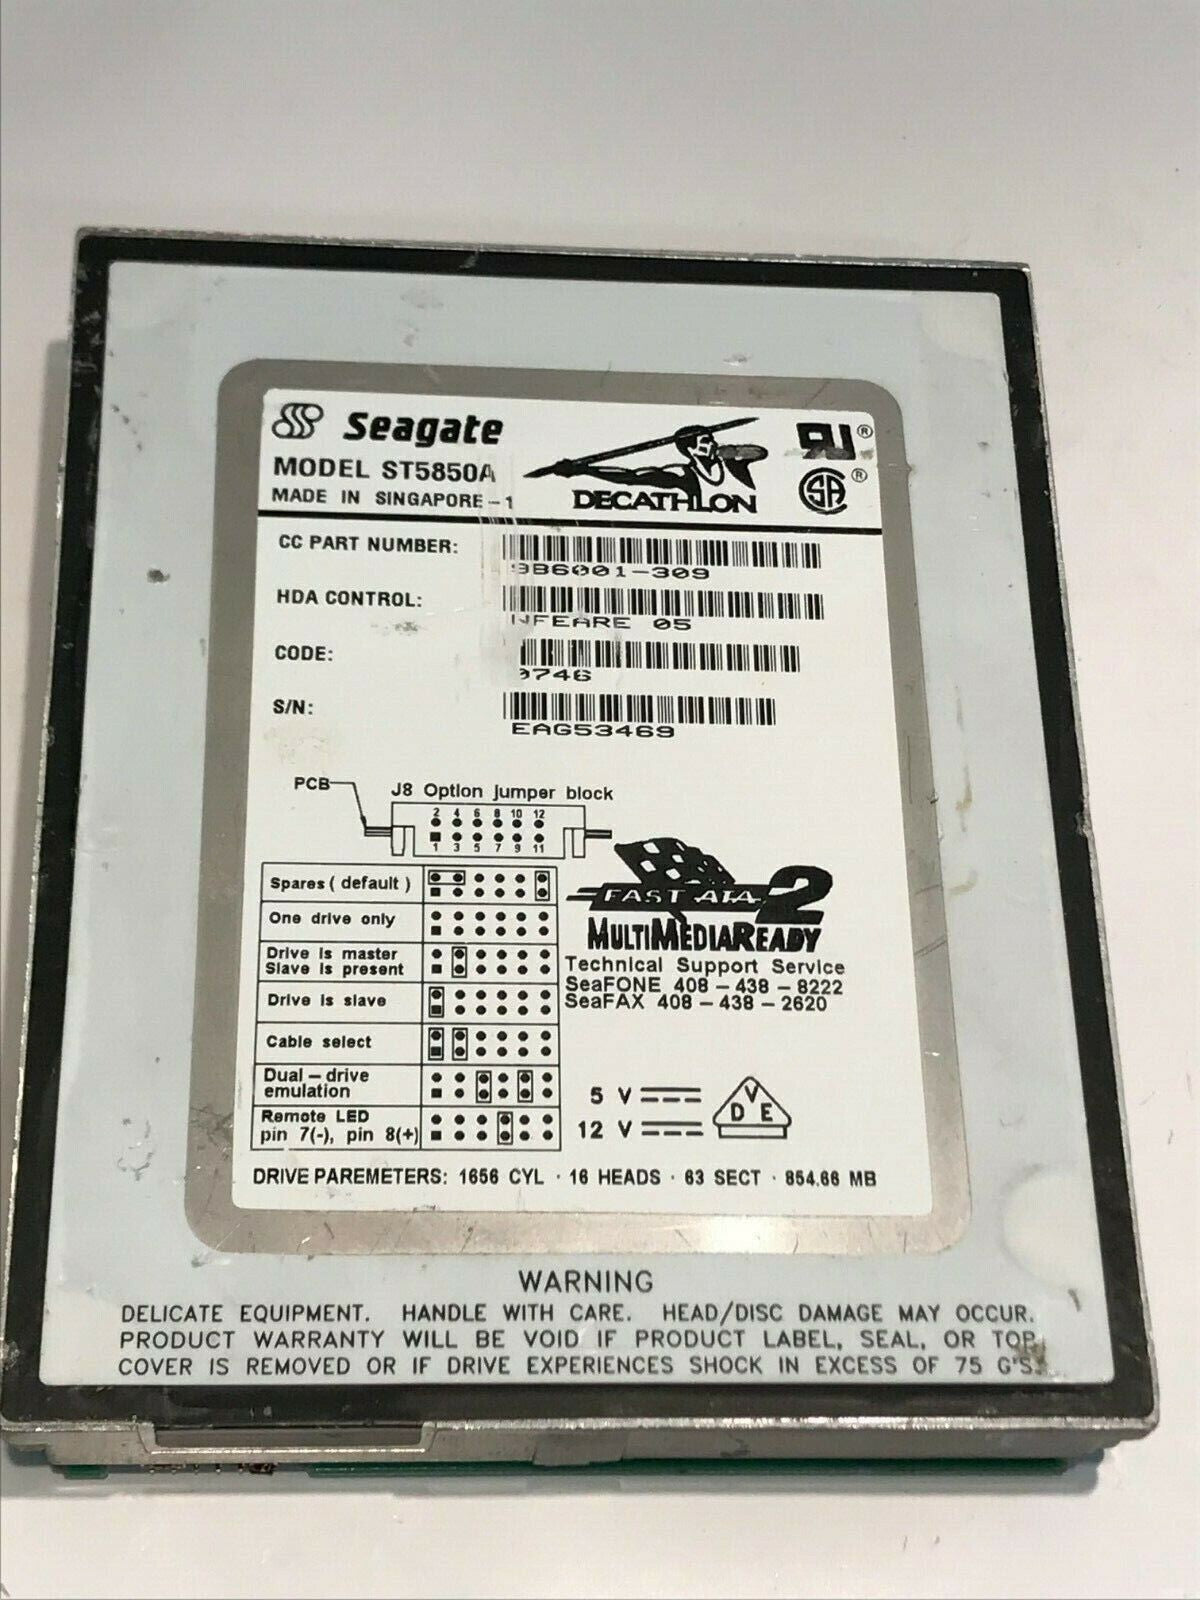 Seagate
MODEL ST5850A
MADE IN SINGAPORE-1
DECATHLON
CC PART NUMBER:
9B6001-309
HDA CONTROL:
NFEARE 05
CODE:
S/N:
EAG53469
PCB
J8 Option jumper block
2 4 6 8 10 12
1 3 5 7 9 11
Spares ( default )
One drive only
Drive is master
Slave is present
Drive is slave
Cable select
Dual-drive
emulation
Remote LED
pin 7(-), pin 8(+)
FAST ATA 2
MULTIMEDIAREADY
Technical Support Service
SeaFONE 408-438-8222
SeaFAX 408-438-2620
5 V
12 V
DVE
DRIVE PAREMETERS: 1656 CYL · 16 HEADS · 63 SECT · 854.66 MB
WARNING
DELICATE EQUIPMENT. HANDLE WITH CARE. HEAD/DISC DAMAGE MAY OCCUR.
PRODUCT WARRANTY WILL BE VOID IF PRODUCT LABEL, SEAL, OR TOP
COVER IS REMOVED OR IF DRIVE EXPERIENCES SHOCK IN EXCESS OF 75 G'S.